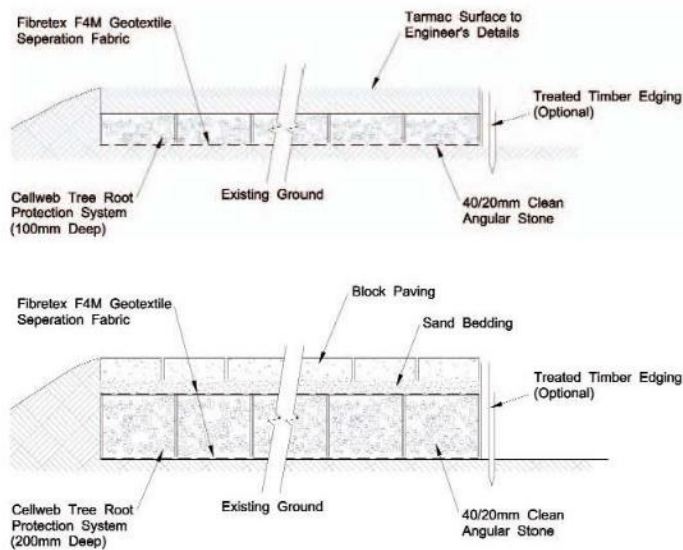 Fibretex F4M Geotextile
Seperation Fabric
Tarmac Surface to
Engineer's Details
Treated Timber Edging
(Optional)
Cellweb Tree Root
Protection System
(100mm Deep)
Existing Ground
40/20mm Clean
Angular Stone
Fibretex F4M Geotextile
Seperation Fabric
Block Paving
Sand Bedding
Treated Timber Edging
(Optional)
Cellweb Tree Root
Protection System
(200mm Deep)
Existing Ground
40/20mm Clean
Angular Stone